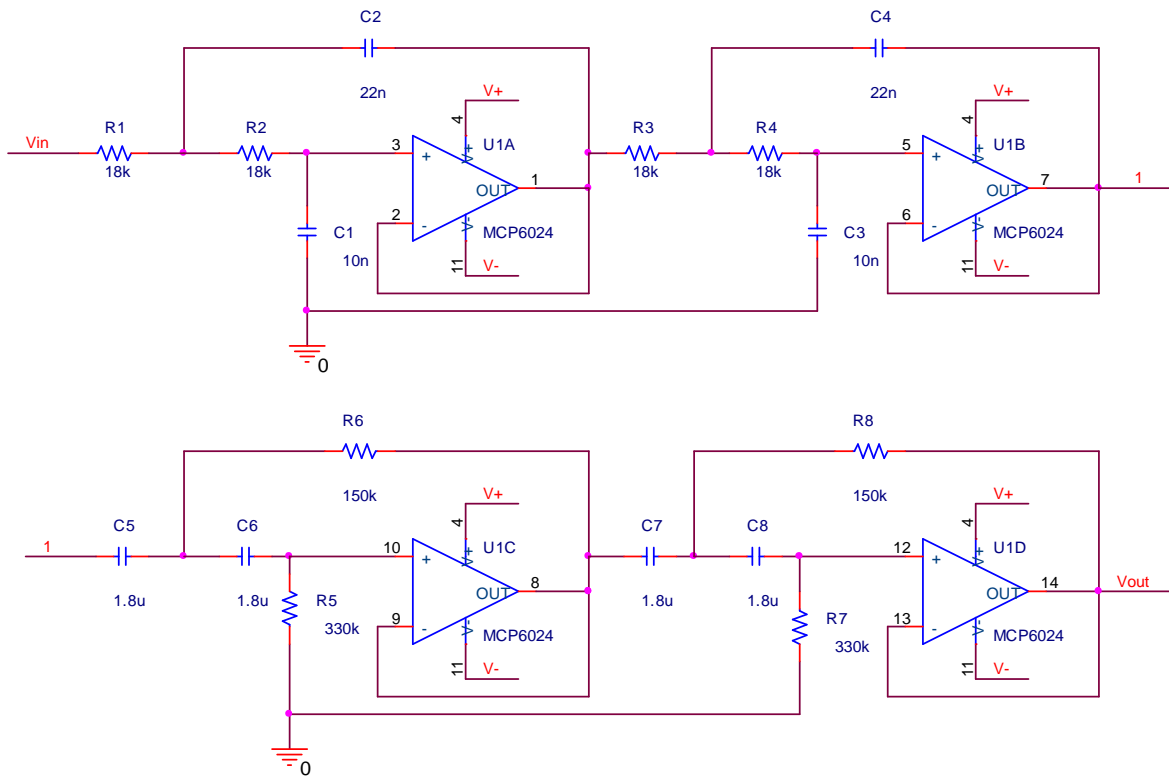 C2
C4
22n
22n
V+
V+
R1
R2
4
U1A
R3
R4
4
U1B
Vin
3
5
18k
18k
+
V+
18k
18k
+
V+
OUT
1
OUT
7
1
2
-
V-
MCP6024
6
-
V-
MCP6024
C1
C3
10n
11
V-
10n
11
V-
0
R6
R8
150k
150k
V+
V+
C5
C6
4
U1C
C7
C8
4
U1D
1
10
12
+
V+
+
V+
1.8u
1.8u
R5
OUT
8
1.8u
1.8u
OUT
14
Vout
330k
9
-
V-
MCP6024
R7
13
-
V-
MCP6024
330k
11
V-
11
V-
0